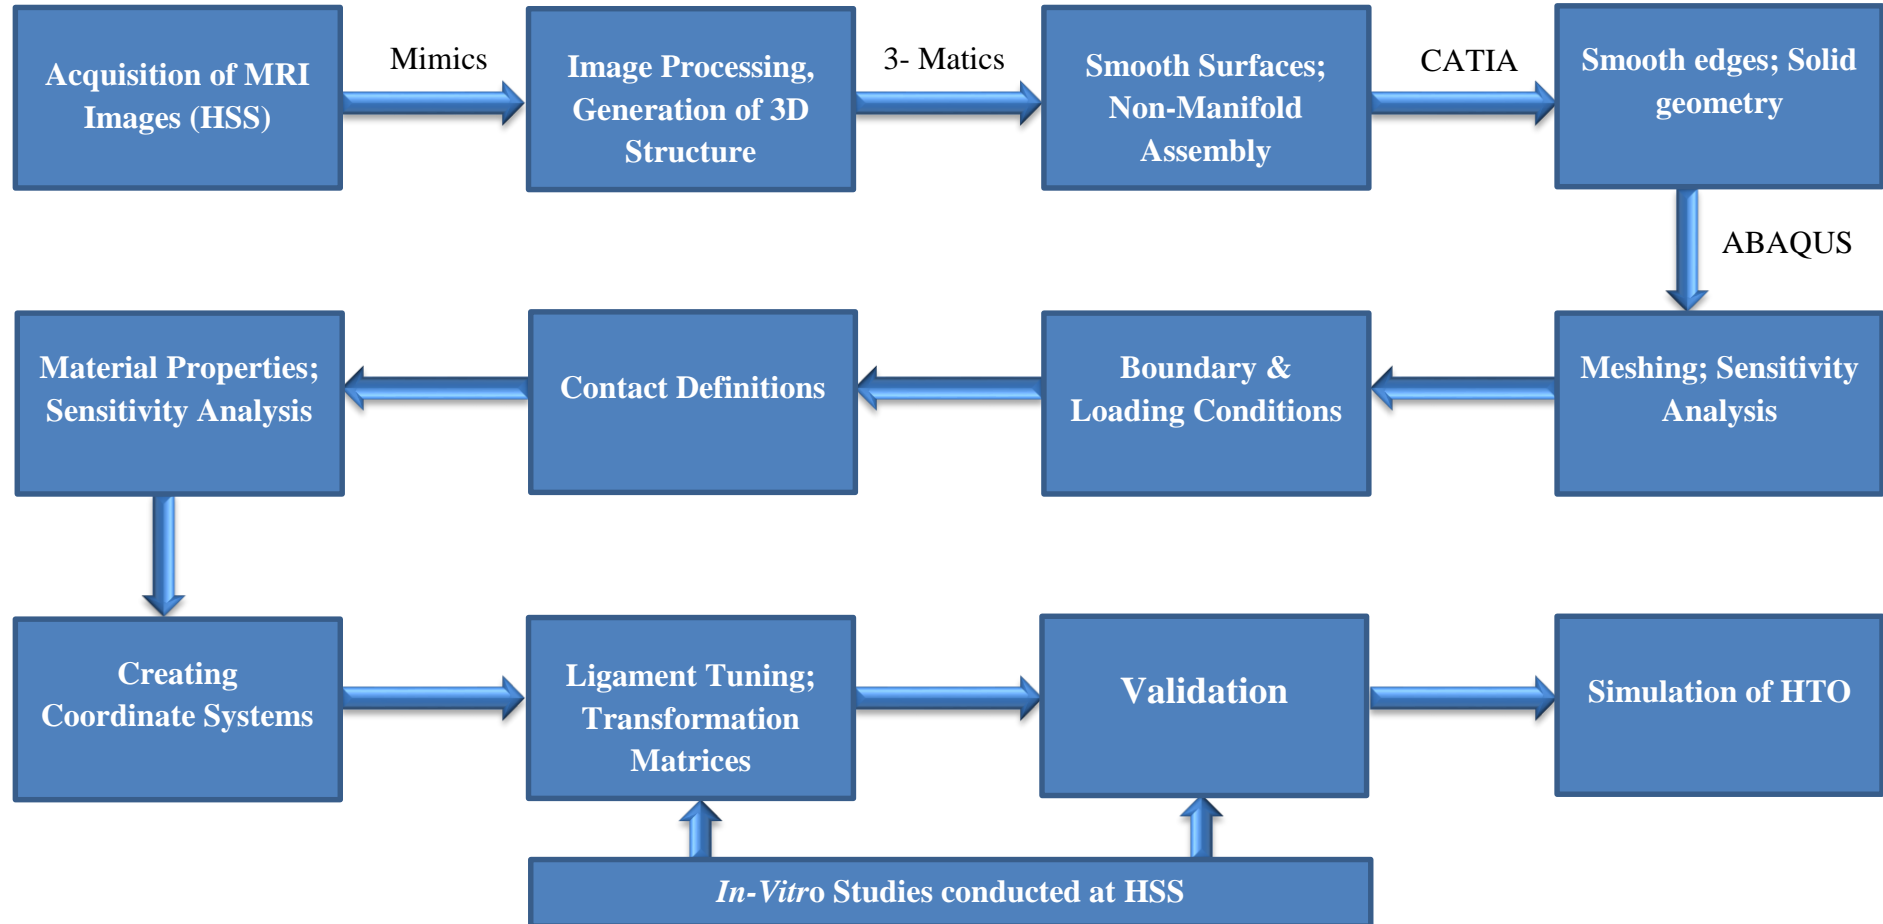 Acquisition of MRI
Images (HSS)
Mimics
Image Processing,
Generation of 3D
Structure
3- Matics
Smooth Surfaces;
Non-Manifold
Assembly
CATIA
Smooth edges; Solid
geometry
ABAQUS
Meshing; Sensitivity
Analysis
Boundary &
Loading Conditions
Contact Definitions
Material Properties;
Sensitivity Analysis
Creating
Coordinate Systems
Ligament Tuning;
Transformation
Matrices
Validation
Simulation of HTO
In-Vitro Studies conducted at HSS